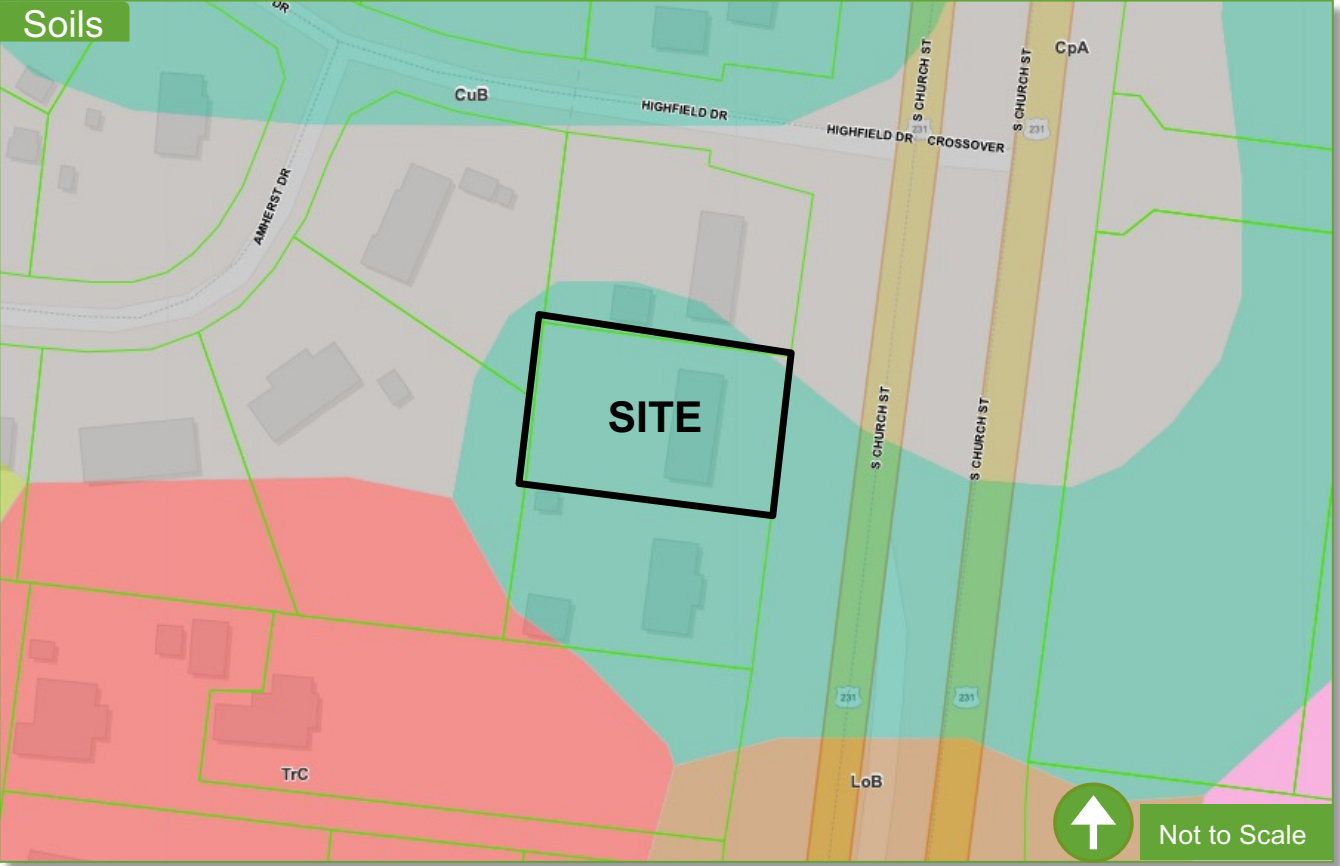 Soils
DR
CuB
HIGHFIELD DR
S CHURCH ST
231
S CHURCH ST
231
CpA
HIGHFIELD DR
CROSSOVER
AMHERST DR
SITE
S CHURCH ST
S CHURCH ST
231
231
TrC
LoB
Not to Scale